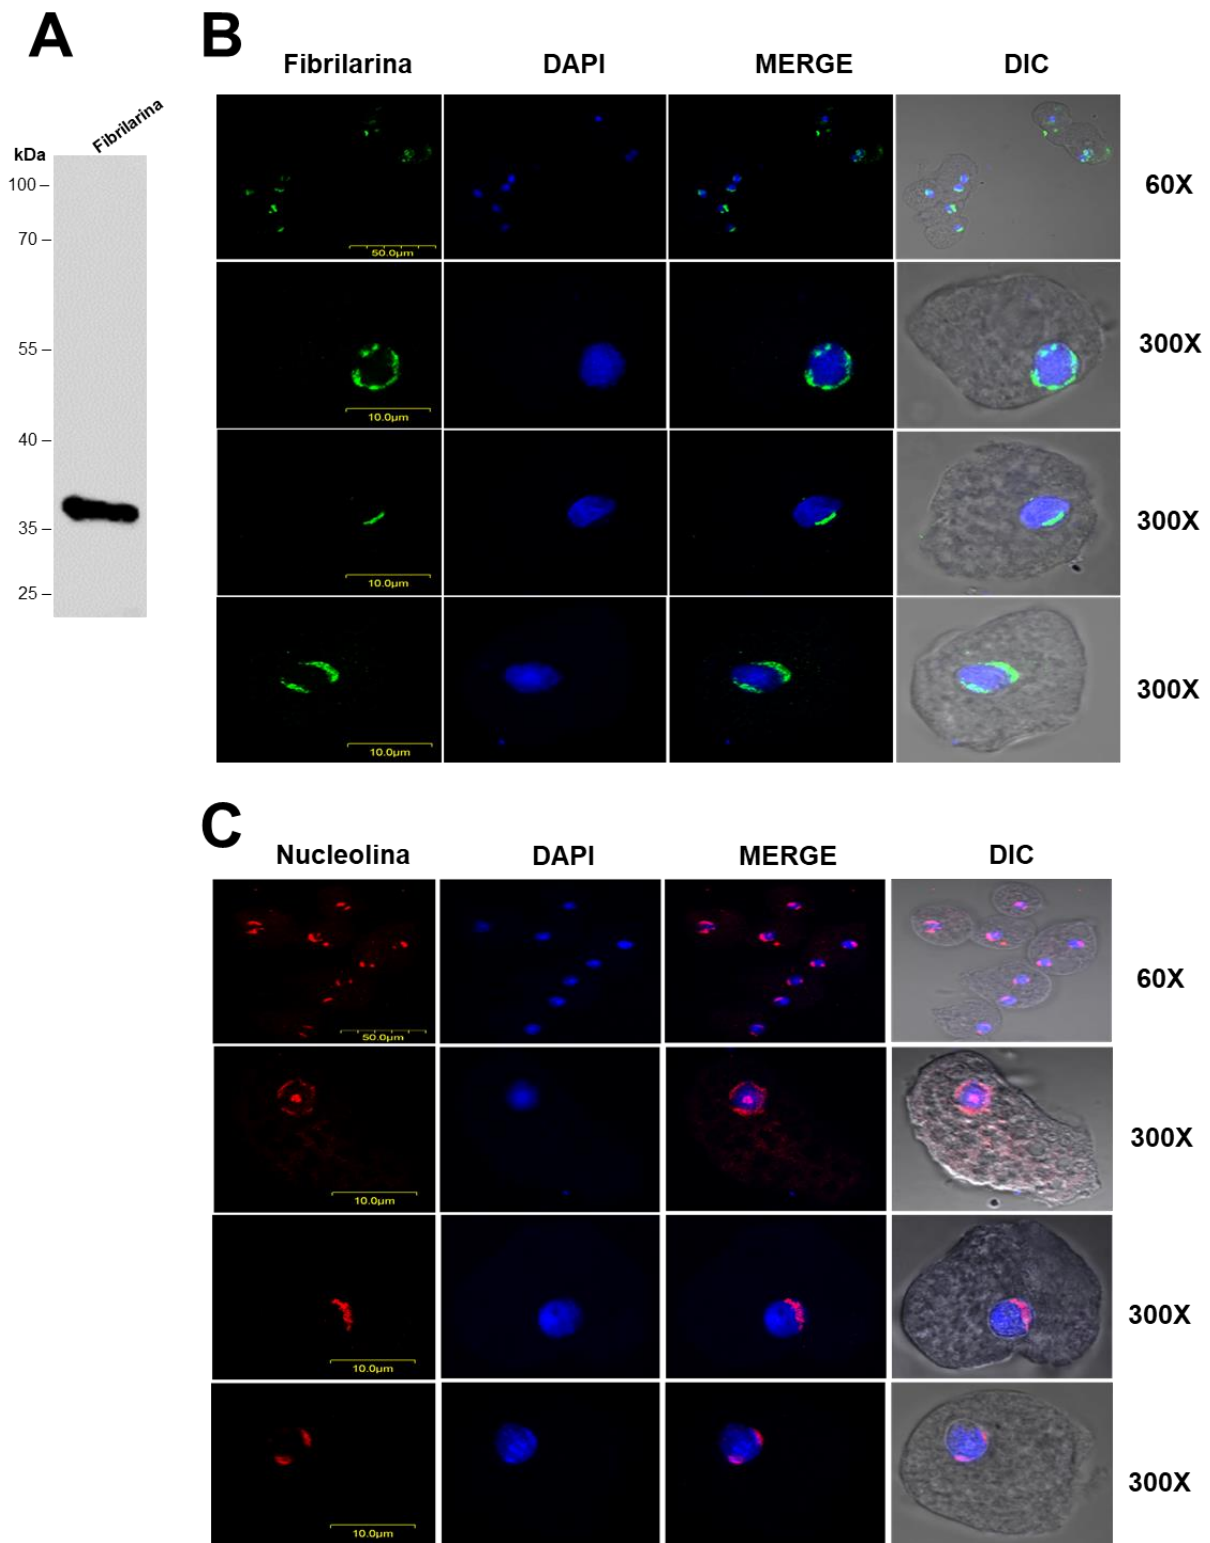 A
Fibrilarina
kDa
100
70
55
40
35
25
B
Fibrilarina DAPI MERGE DIC
50.0µm
60X
10.0µm
300X
10.0µm
300X
10.0µm
300X
C
Nucleolina DAPI MERGE DIC
50.0µm
60X
10.0µm
300X
10.0µm
300X
10.0µm
300X